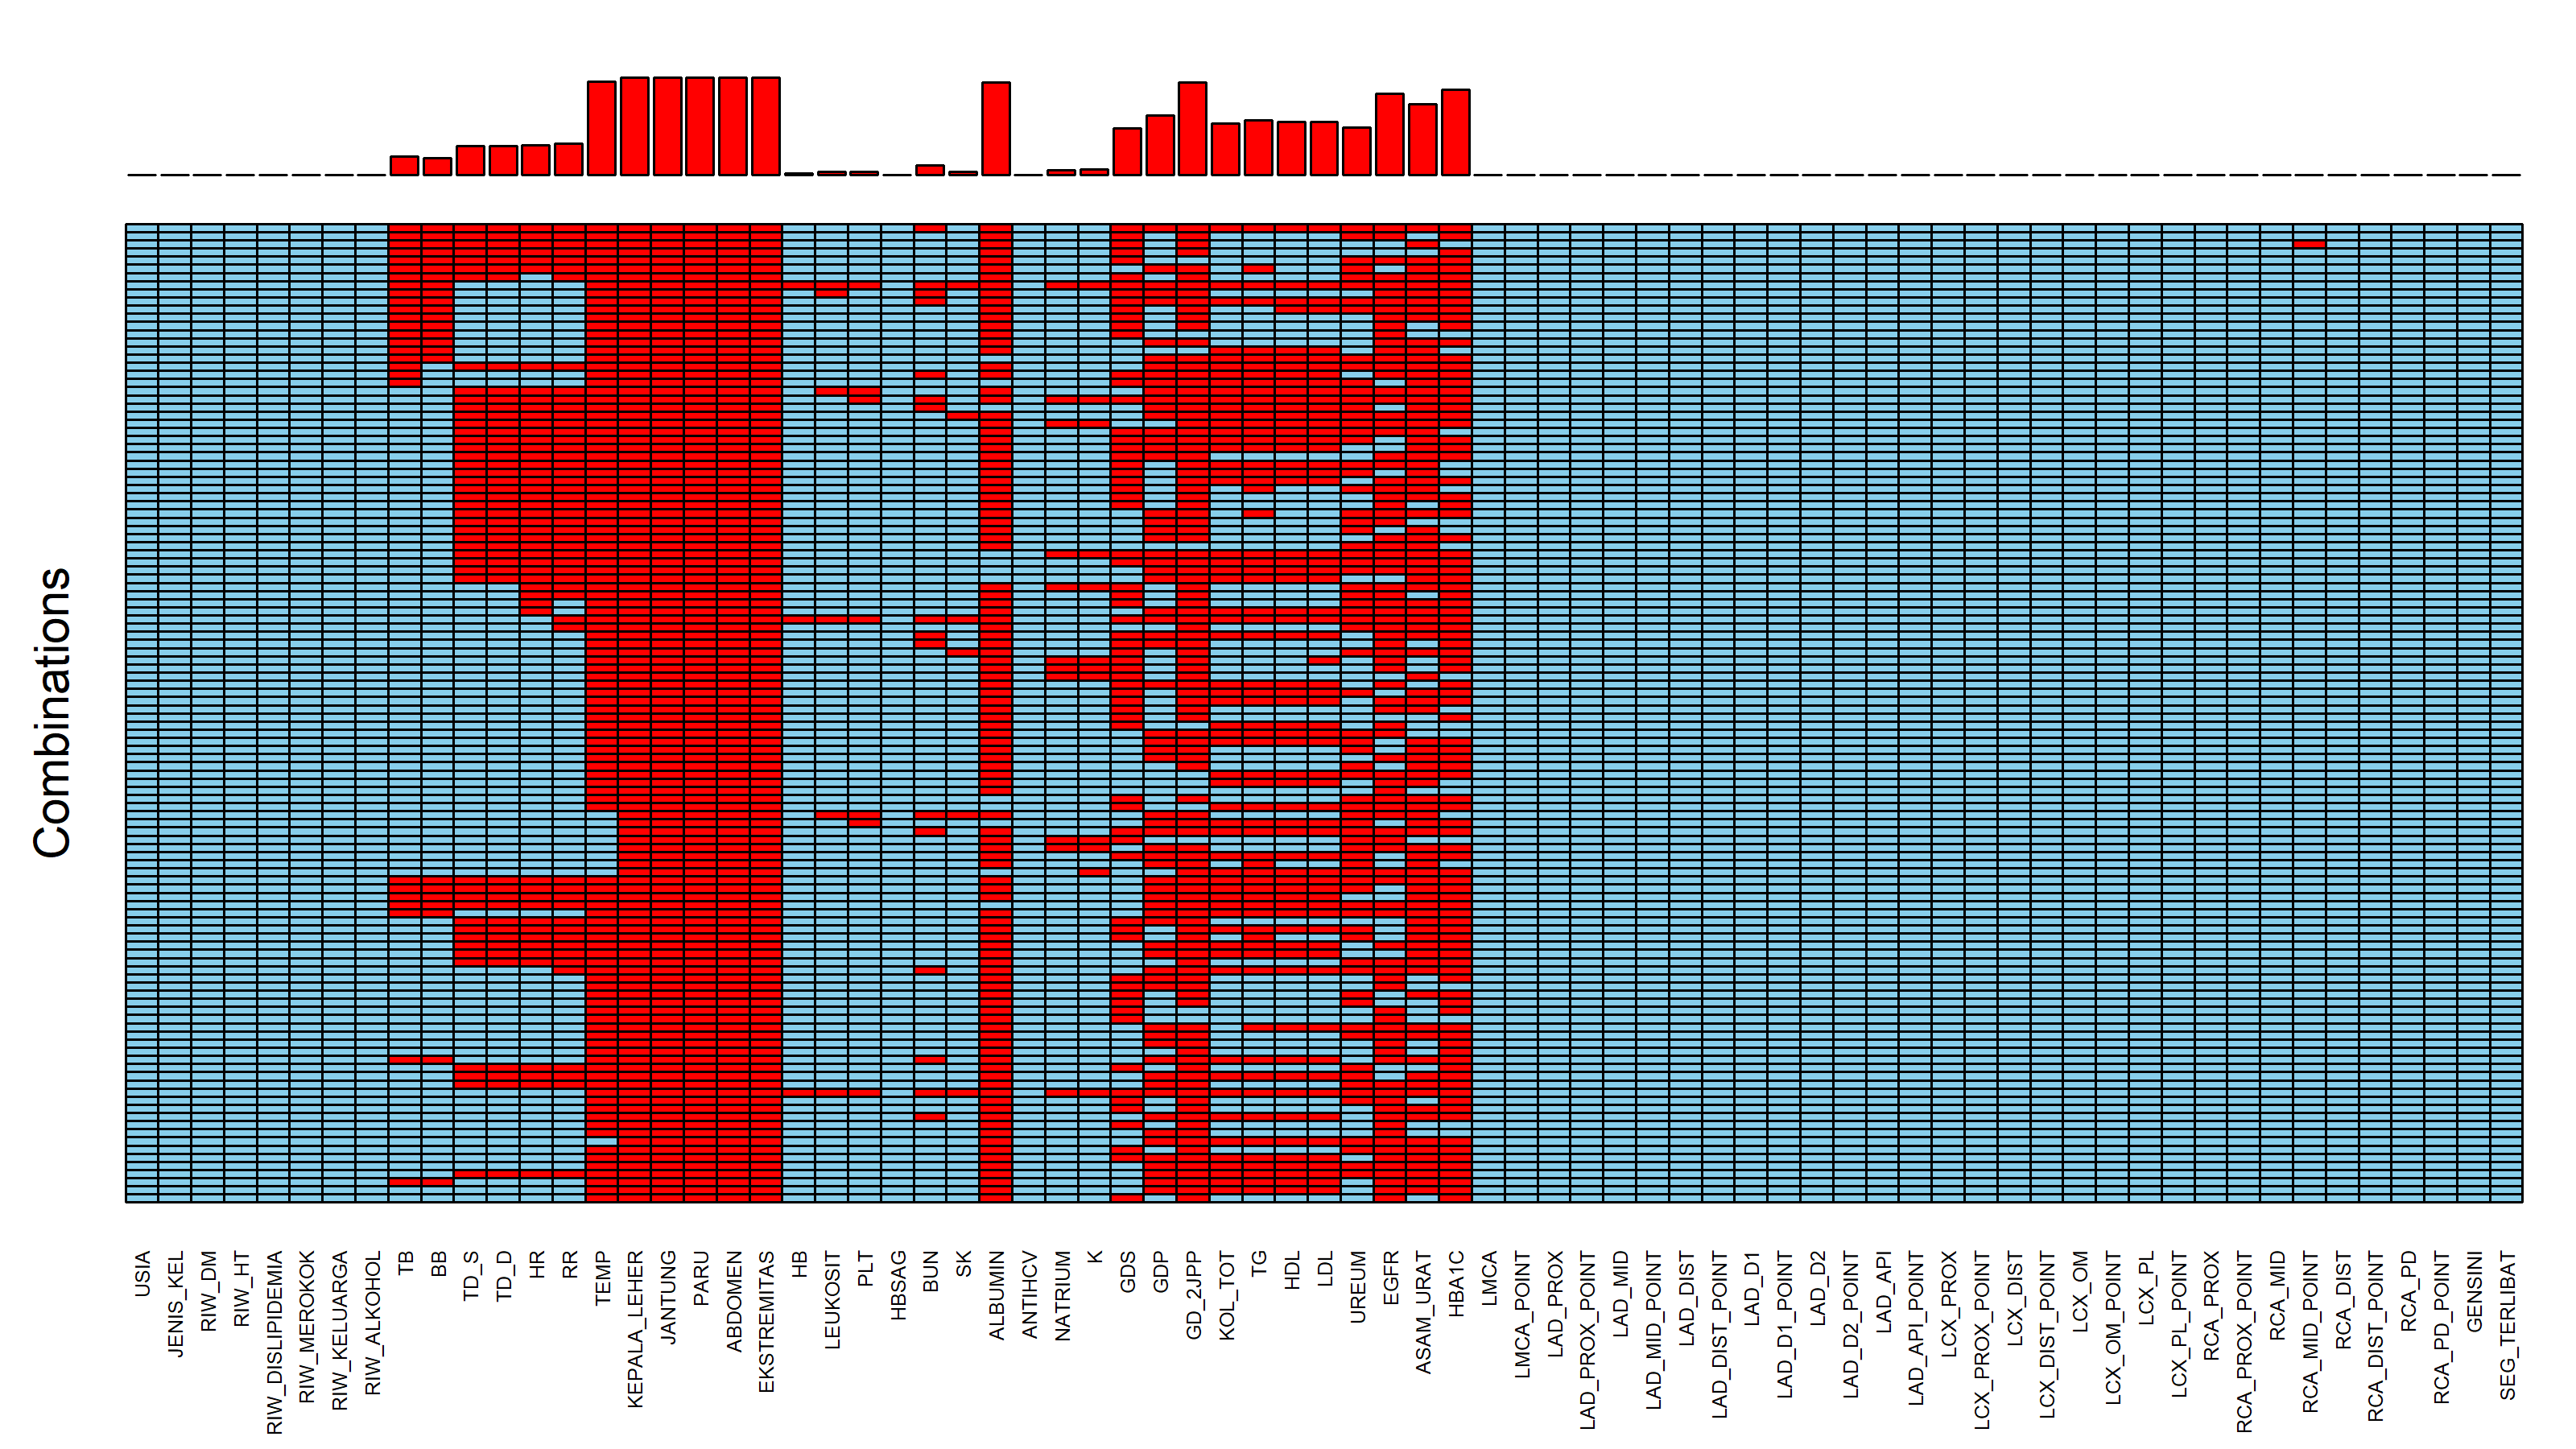 Combinations
USIA
JENIS_KEL
RIW_DM
RIW_HT
RIW_DISLIPIDEMIA
RIW_MEROKOK
RIW_KELUARGA
RIW_ALKOHOL
TB
BB
TD_S
TD_D
HR
RR
TEMP
KEPALA_LEHER
JANTUNG
PARU
ABDOMEN
EKSTREMITAS
HB
LEUKOSIT
PLT
HBSAG
BUN
SK
ALBUMIN
ANTIHCV
NATRIUM
K
GDS
GDP
GD_2JPP
KOL_TOT
TG
HDL
LDL
UREUM
EGFR
ASAM_URAT
HBA1C
LMCA
LMCA_POINT
LAD_PROX
LAD_PROX_POINT
LAD_MID
LAD_MID_POINT
LAD_DIST
LAD_DIST_POINT
LAD_D1
LAD_D1_POINT
LAD_D2
LAD_D2_POINT
LAD_API
LAD_API_POINT
LCX_PROX
LCX_PROX_POINT
LCX_DIST
LCX_DIST_POINT
LCX_OM
LCX_OM_POINT
LCX_PL
LCX_PL_POINT
RCA_PROX
RCA_PROX_POINT
RCA_MID
RCA_MID_POINT
RCA_DIST
RCA_DIST_POINT
RCA_PD
RCA_PD_POINT
GENSINI
SEG_TERLIBAT